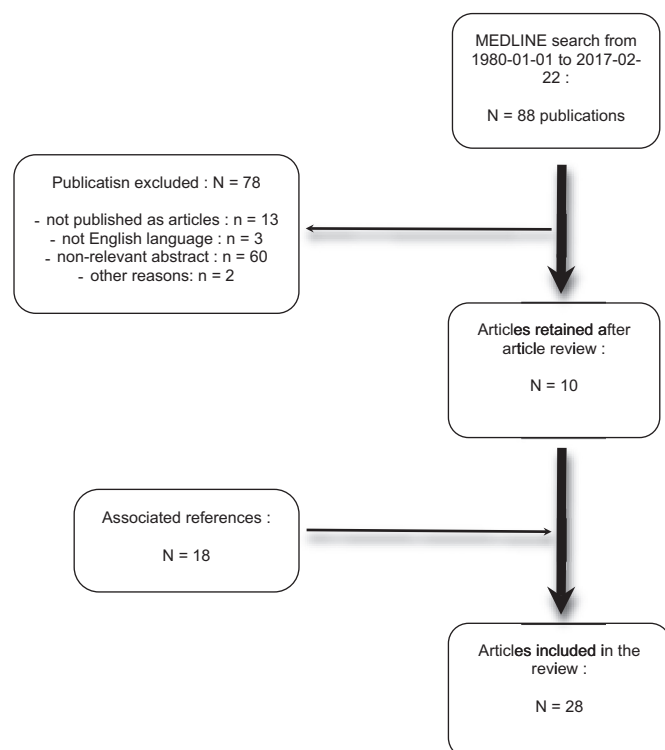 MEDLINE search from
1980-01-01 to 2017-02-
22 :
N = 88 publications
Publicatisn excluded : N = 78
- not published as articles : n = 13
- not English language : n = 3
- non-relevant abstract : n = 60
- other reasons: n = 2
Articles retained after
article review :
N = 10
Associated references :
N = 18
Articles included in the
review :
N = 28